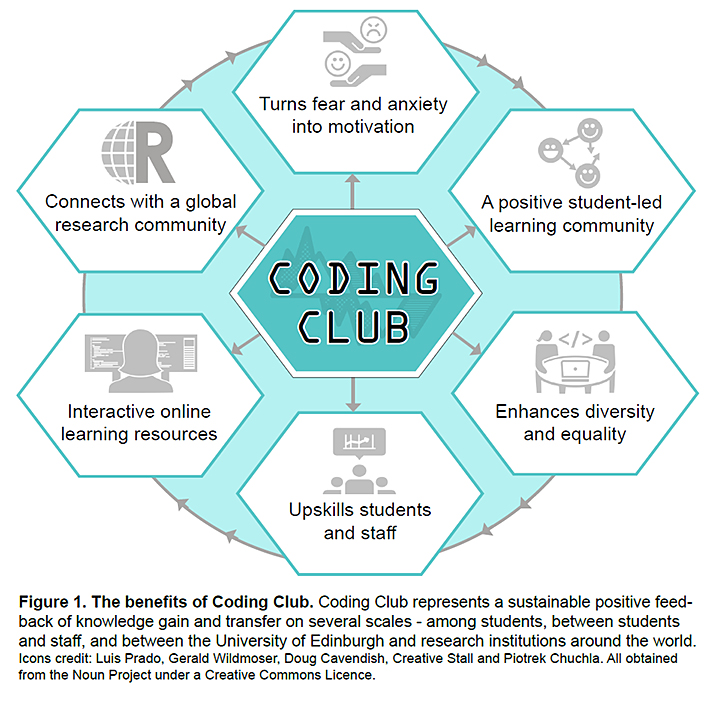 Turns fear and anxiety
into motivation
R
Connects with a global
research community
A positive student-led
learning community
CODING
CLUB
Interactive online
learning resources
</>
Enhances diversity
and equality
Upskills students
and staff
Figure 1. The benefits of Coding Club. Coding Club represents a sustainable positive feed-
back of knowledge gain and transfer on several scales - among students, between students
and staff, and between the University of Edinburgh and research institutions around the world.
Icons credit: Luis Prado, Gerald Wildmoser, Doug Cavendish, Creative Stall and Piotrek Chuchla. All obtained
from the Noun Project under a Creative Commons Licence.